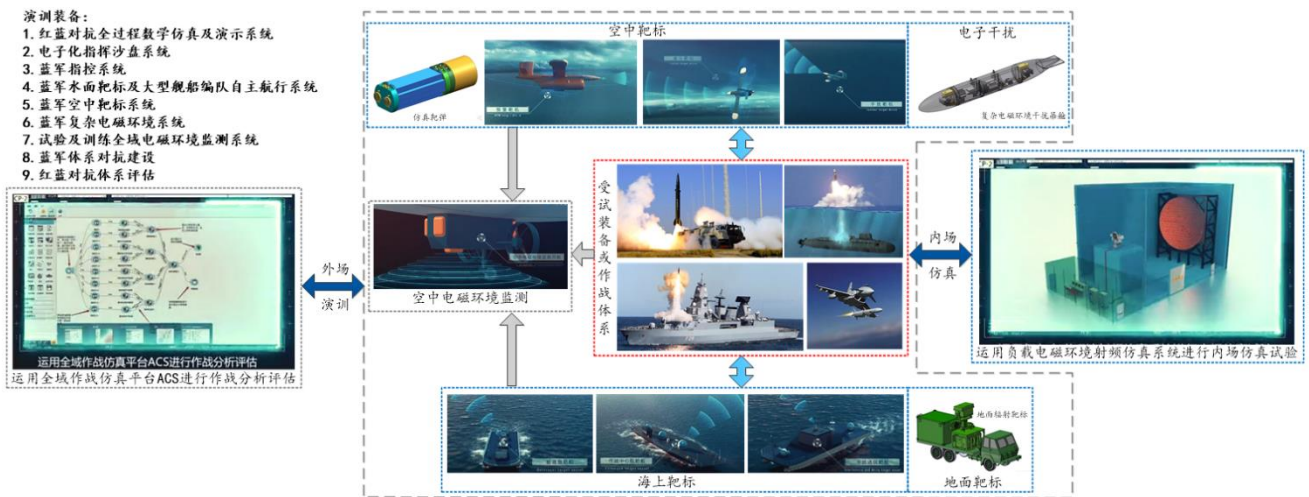 演训装备:
1. 红蓝对抗全过程数学仿真及演示系统
2. 电子化指挥沙盘系统
3. 蓝军指控系统
4. 蓝军水面靶标及大型舰船编队自主航行系统
5. 蓝军空中靶标系统
6. 蓝军复杂电磁环境系统
7. 试验及训练全域电磁环境监测系统
8. 蓝军体系对抗建设
9. 红蓝对抗体系评估
空中靶标
电子干扰
仿真靶弹
复杂电磁环境干扰吊舱
CP-2
运用全域作战仿真平台ACS进行作战分析评估
运用全域作战仿真平台ACS进行作战分析评估
外场
演训
空中电磁环境监测
受试装备或作战体系
内场
仿真
运用负载电磁环境射频仿真系统进行内场仿真试验
海上靶标
地面辐射靶标
地面靶标